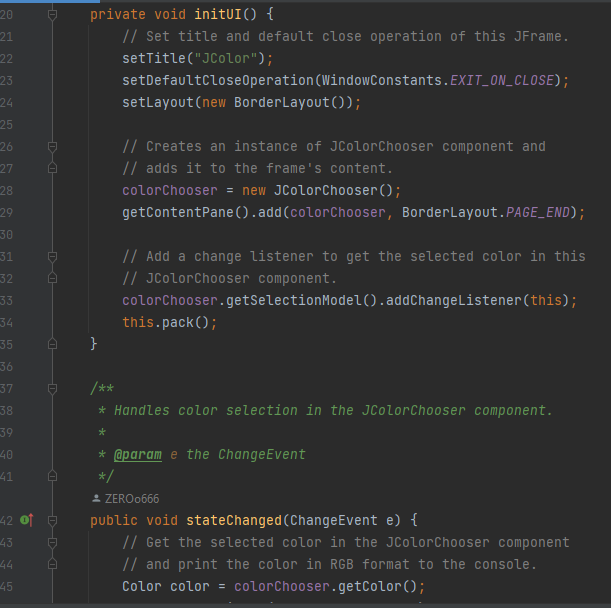 20 private void initUI() {
21 // Set title and default close operation of this JFrame.
22 setTitle("JColor");
23 setDefaultCloseOperation(WindowConstants.EXIT_ON_CLOSE);
24 setLayout(new BorderLayout());
25
26 // Creates an instance of JColorChooser component and
27 // adds it to the frame's content.
28 colorChooser = new JColorChooser();
29 getContentPane().add(colorChooser, BorderLayout.PAGE_END);
30
31 // Add a change listener to get the selected color in this
32 // JColorChooser component.
33 colorChooser.getSelectionModel().addChangeListener(this);
34 this.pack();
35 }
36
37 /**
38 * Handles color selection in the JColorChooser component.
39 *
40 * @param e the ChangeEvent
41 */
ZEROo666
42 public void stateChanged(ChangeEvent e) {
43 // Get the selected color in the JColorChooser component
44 // and print the color in RGB format to the console.
45 Color color = colorChooser.getColor();